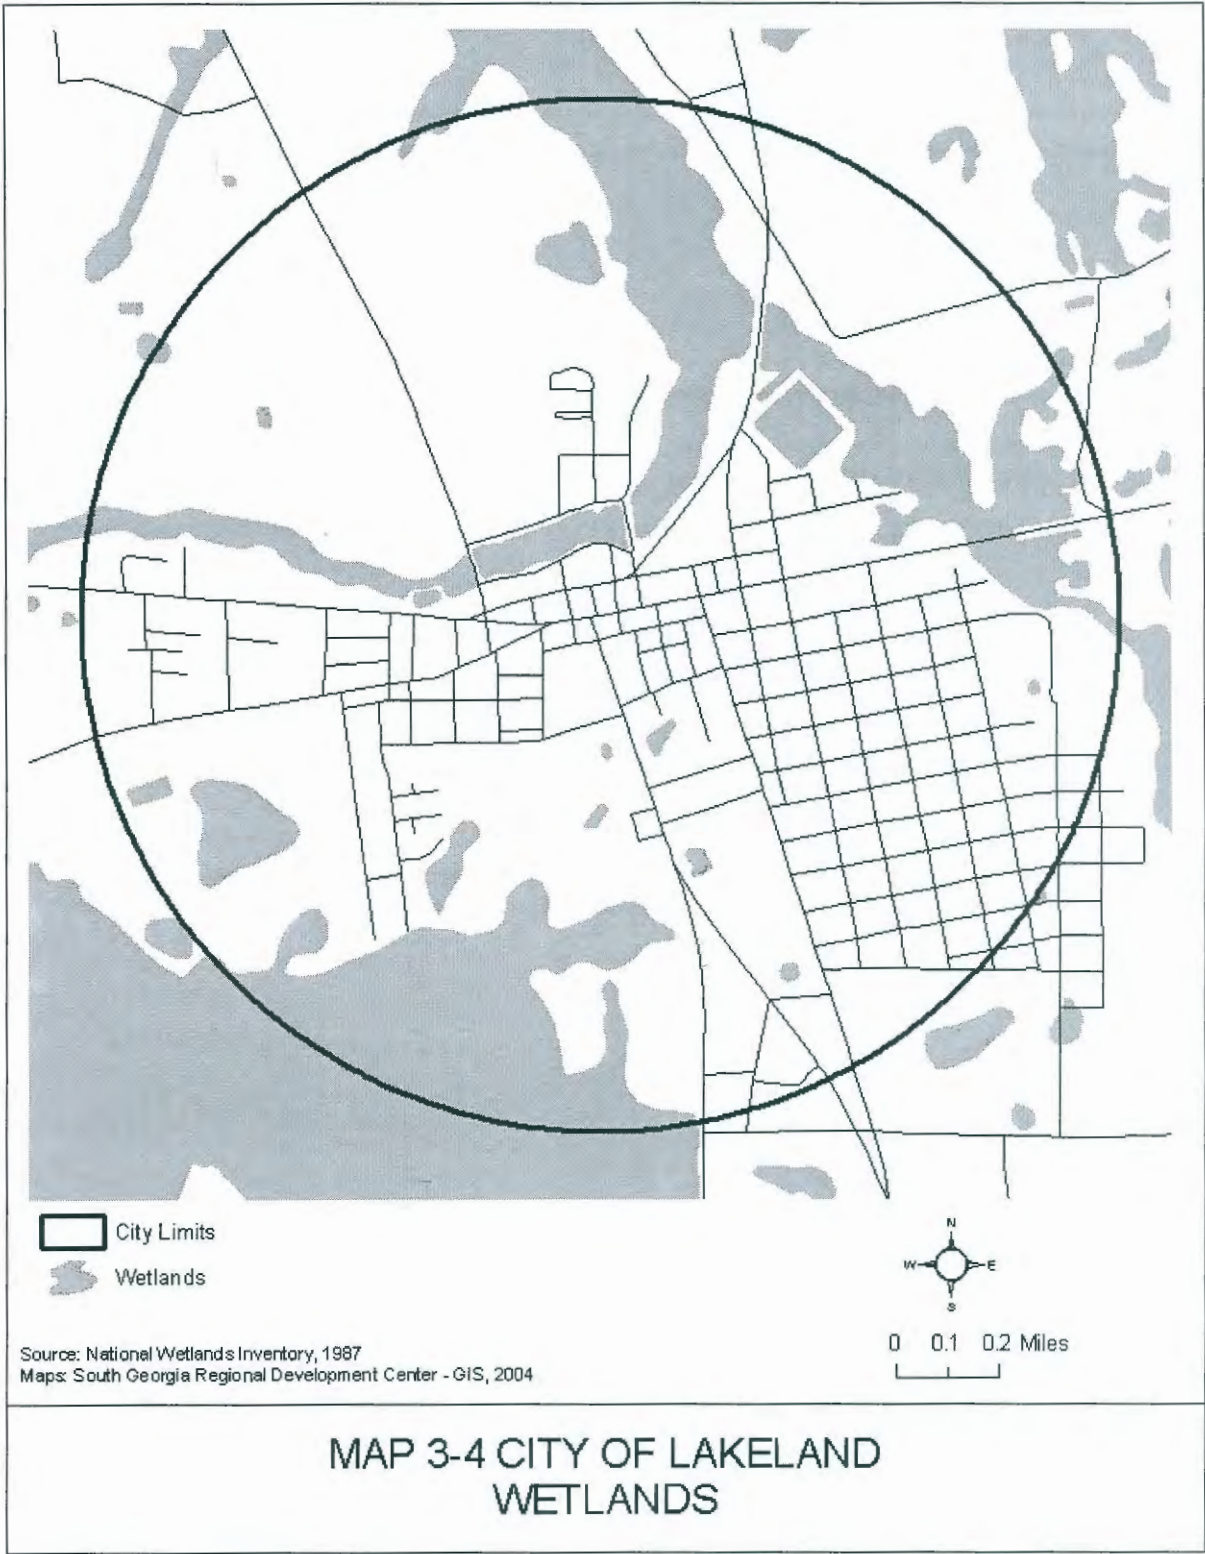 City Limits
Wetlands
N
W E
S
0 0.1 0.2 Miles
Source: National Wetlands Inventory, 1987
Maps: South Georgia Regional Development Center - GIS, 2004
MAP 3-4 CITY OF LAKELAND
WETLANDS